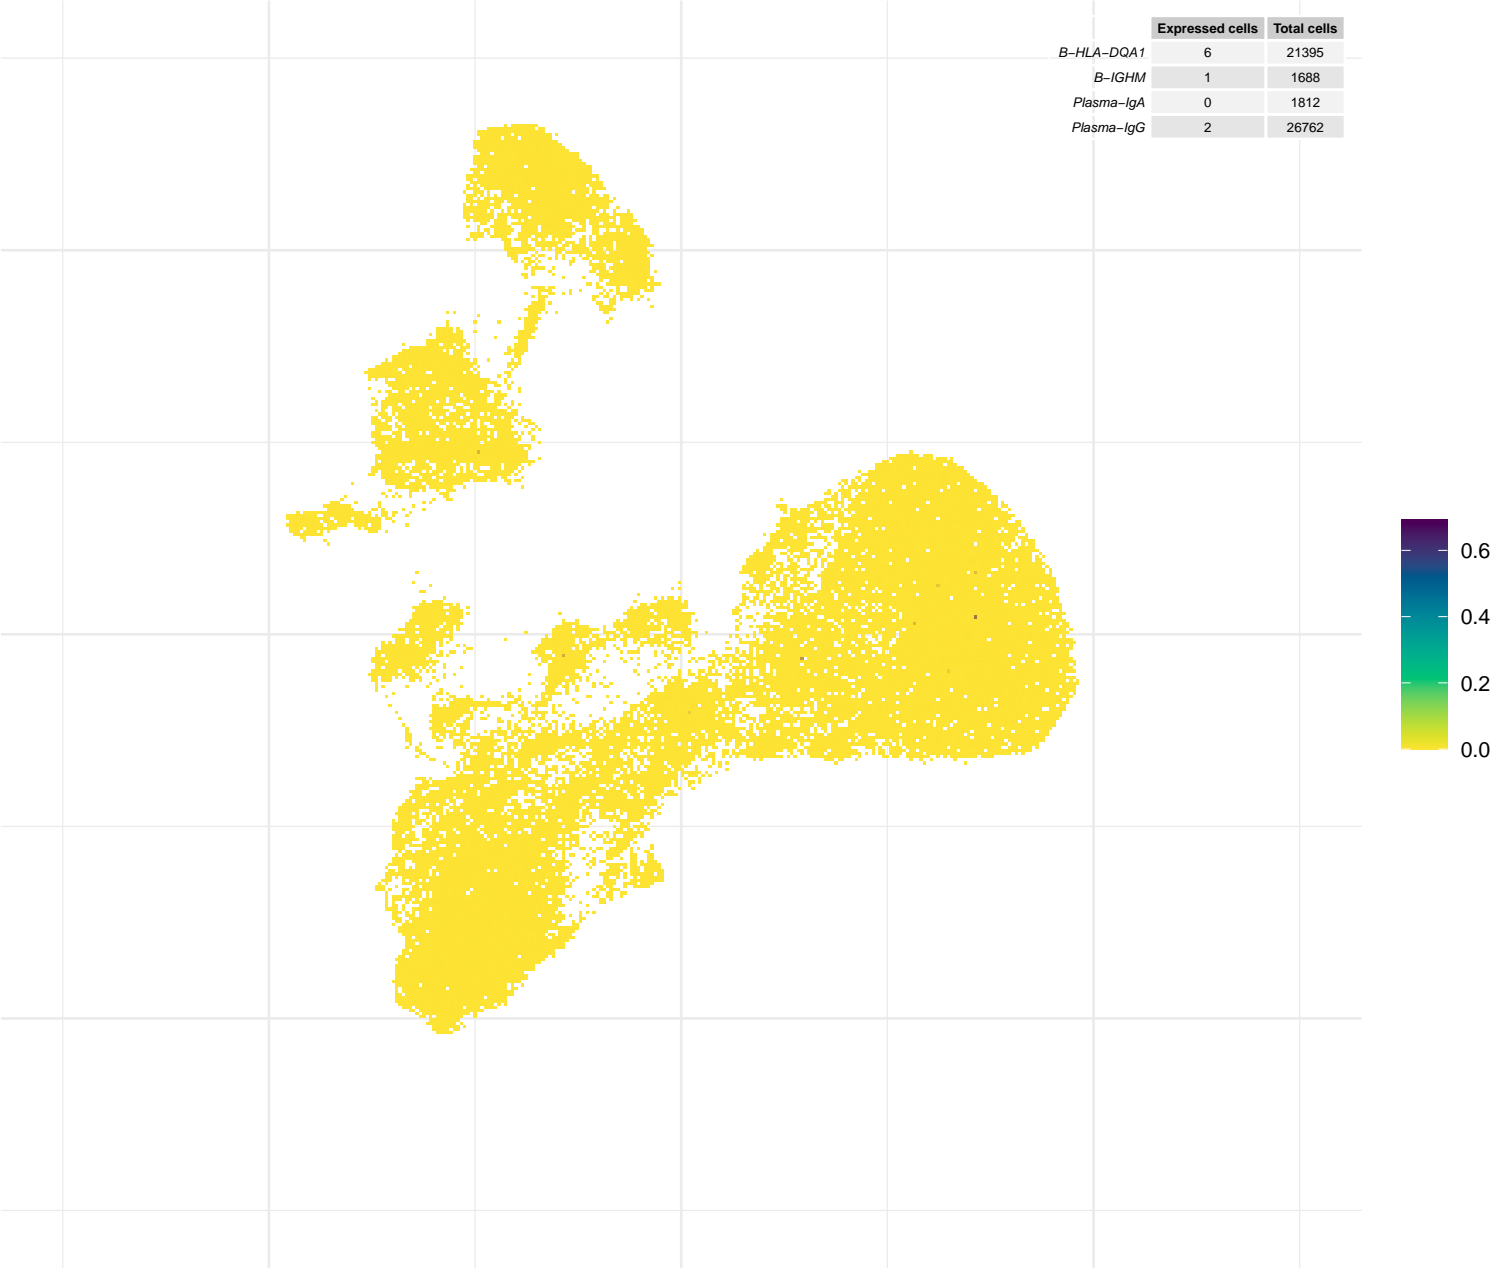 Expressed cells Total cells
B−HLA−DQA1 6 21395
B−IGHM 1 1688
Plasma−IgA 0 1812
Plasma−IgG 2 26762
0.6
0.4
0.2
0.0